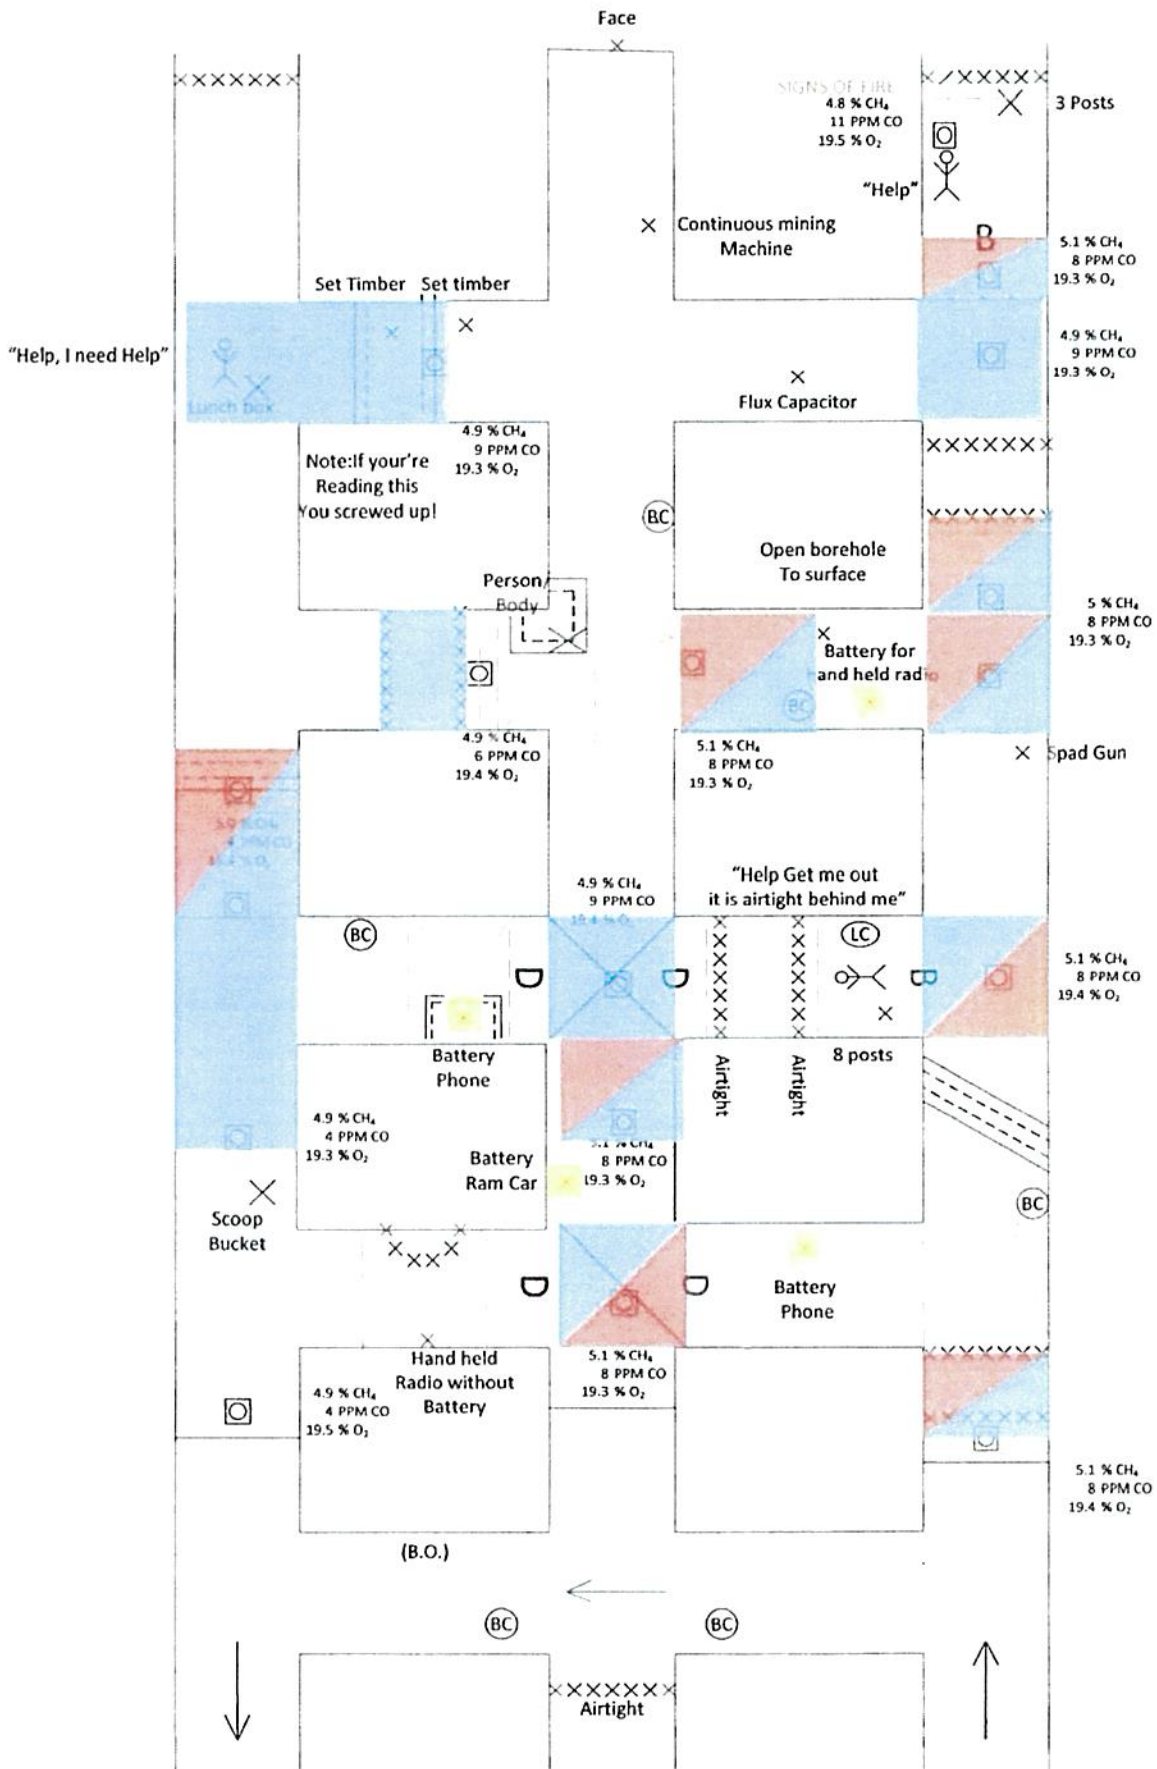 Face
SIGNS OF FIRE
4.8 % CH₄
11 PPM CO
19.5 % O₂
3 Posts
"Help"
Continuous mining
Machine
B
5.1 % CH₄
8 PPM CO
19.3 % O₂
Set Timber
Set timber
"Help, I need Help"
4.9 % CH₄
9 PPM CO
19.3 % O₂
Flux Capacitor
Lunch box
4.9 % CH₄
9 PPM CO
19.3 % O₂
Note:If your're
Reading this
You screwed up!
BC
Open borehole
To surface
Person/
Body
5 % CH₄
8 PPM CO
19.3 % O₂
Battery for
and held radio
BC
4.9 % CH₄
6 PPM CO
19.4 % O₂
5.1 % CH₄
8 PPM CO
19.3 % O₂
Spad Gun
"Help Get me out
it is airtight behind me"
4.9 % CH₄
9 PPM CO
19.4 % O₂
BC
LC
D
D
B
5.1 % CH₄
8 PPM CO
19.4 % O₂
Battery
Phone
Airtight
Airtight
8 posts
4.9 % CH₄
4 PPM CO
19.3 % O₂
Battery
Ram Car
5.1 % CH₄
8 PPM CO
19.3 % O₂
Scoop
Bucket
BC
D
D
Battery
Phone
Hand held
Radio without
Battery
4.9 % CH₄
4 PPM CO
19.5 % O₂
5.1 % CH₄
8 PPM CO
19.3 % O₂
5.1 % CH₄
8 PPM CO
19.4 % O₂
(B.O.)
BC
BC
Airtight